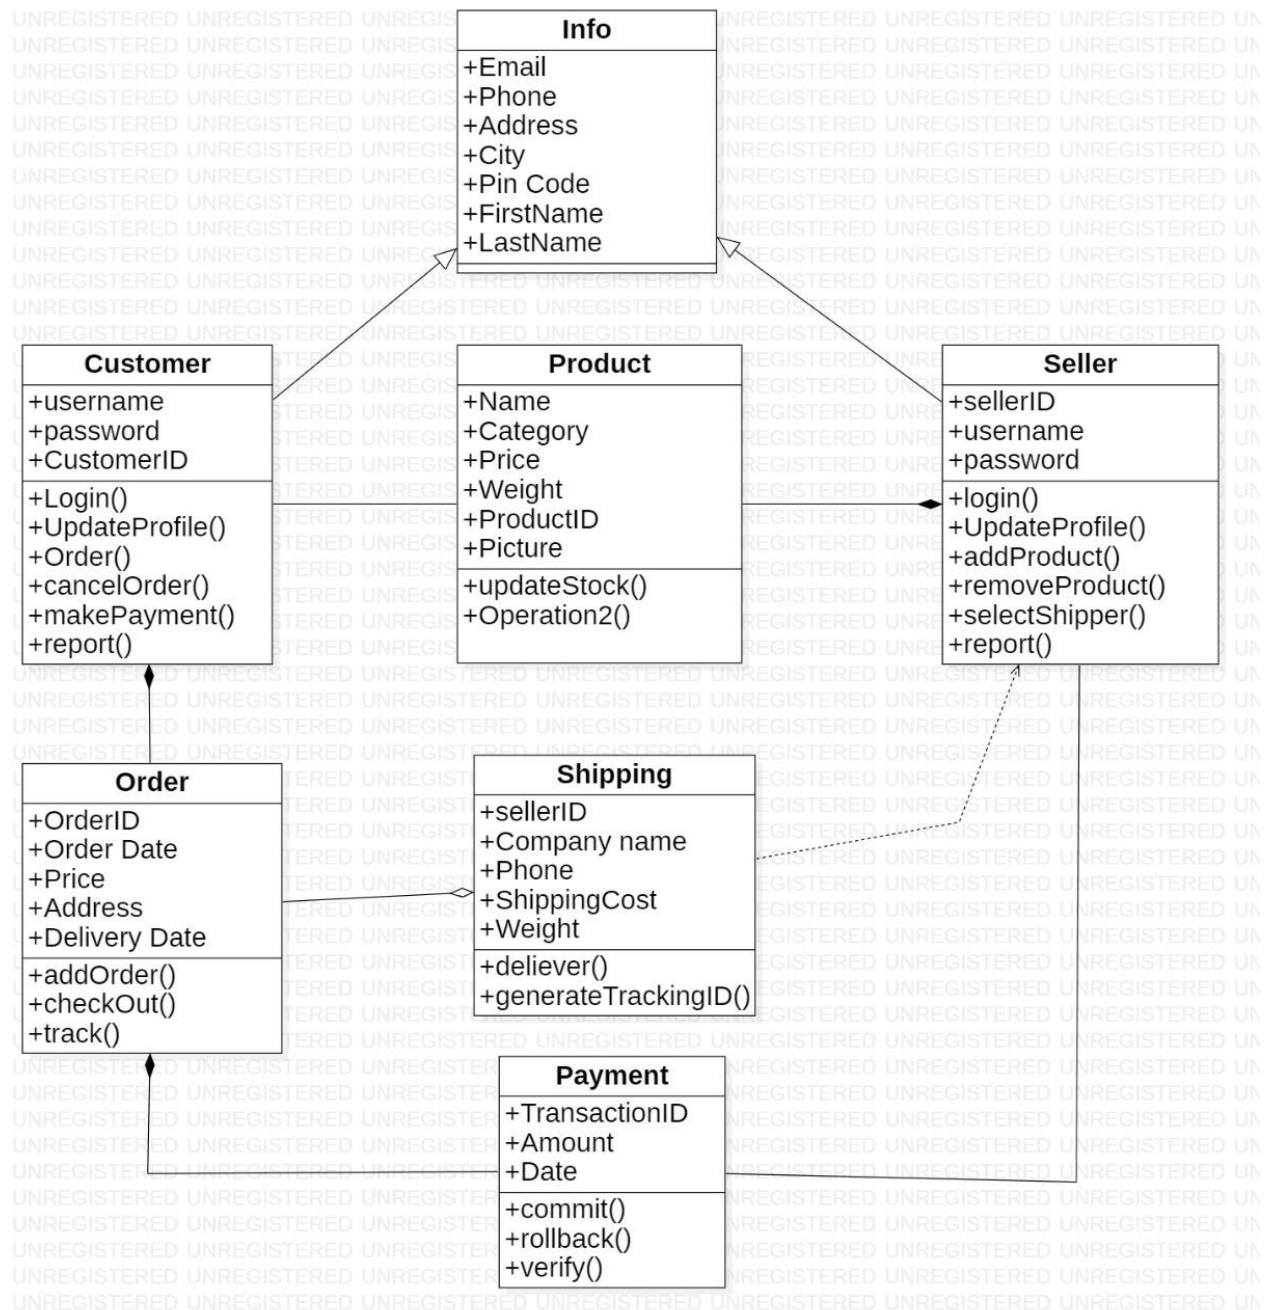 Info
+Email
+Phone
+Address
+City
+Pin Code
+FirstName
+LastName
Customer
+username
+password
+CustomerID
+Login()
+UpdateProfile()
+Order()
+cancelOrder()
+makePayment()
+report()
Product
+Name
+Category
+Price
+Weight
+ProductID
+Picture
+updateStock()
+Operation2()
Seller
+sellerID
+username
+password
+login()
+UpdateProfile()
+addProduct()
+removeProduct()
+selectShipper()
+report()
Order
+OrderID
+Order Date
+Price
+Address
+Delivery Date
+addOrder()
+checkOut()
+track()
Shipping
+sellerID
+Company name
+Phone
+ShippingCost
+Weight
+deliever()
+generateTrackingID()
Payment
+TransactionID
+Amount
+Date
+commit()
+rollback()
+verify()
UNREGISTERED